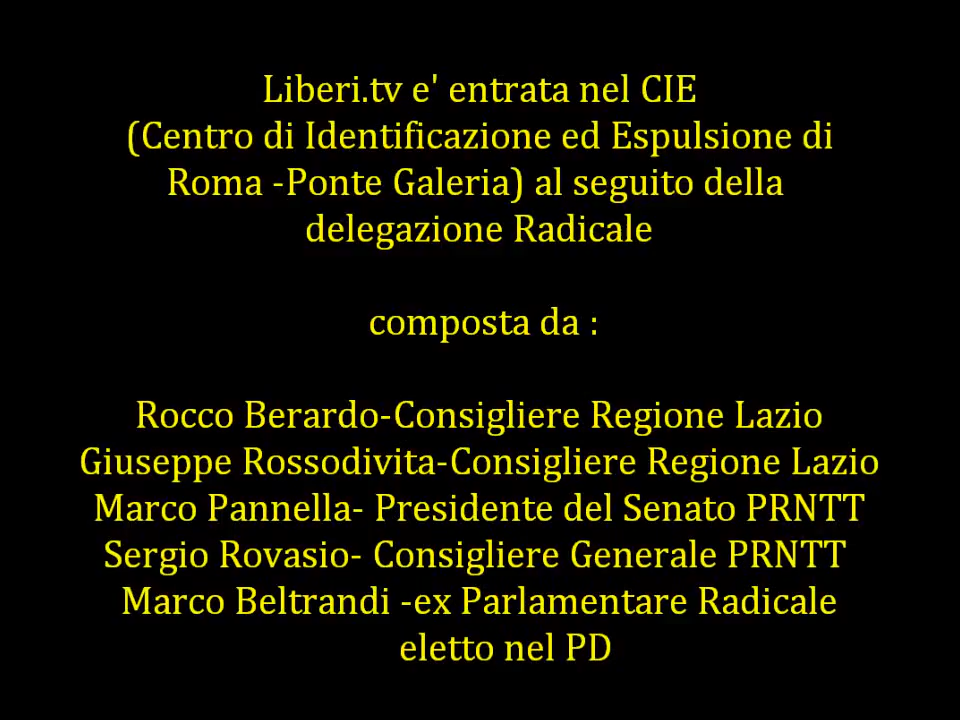 Liberi.tv e' entrata nel CIE
(Centro di Identificazione ed Espulsione di
Roma -Ponte Galeria) al seguito della
delegazione Radicale
composta da :
Rocco Berardo-Consigliere Regione Lazio
Giuseppe Rossodivita-Consigliere Regione Lazio
Marco Pannella- Presidente del Senato PRNTT
Sergio Rovasio- Consigliere Generale PRNTT
Marco Beltrandi -ex Parlamentare Radicale
eletto nel PD